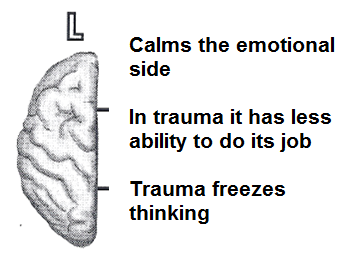 L
Calms the emotional
side
In trauma it has less
ability to do its job
Trauma freezes
thinking